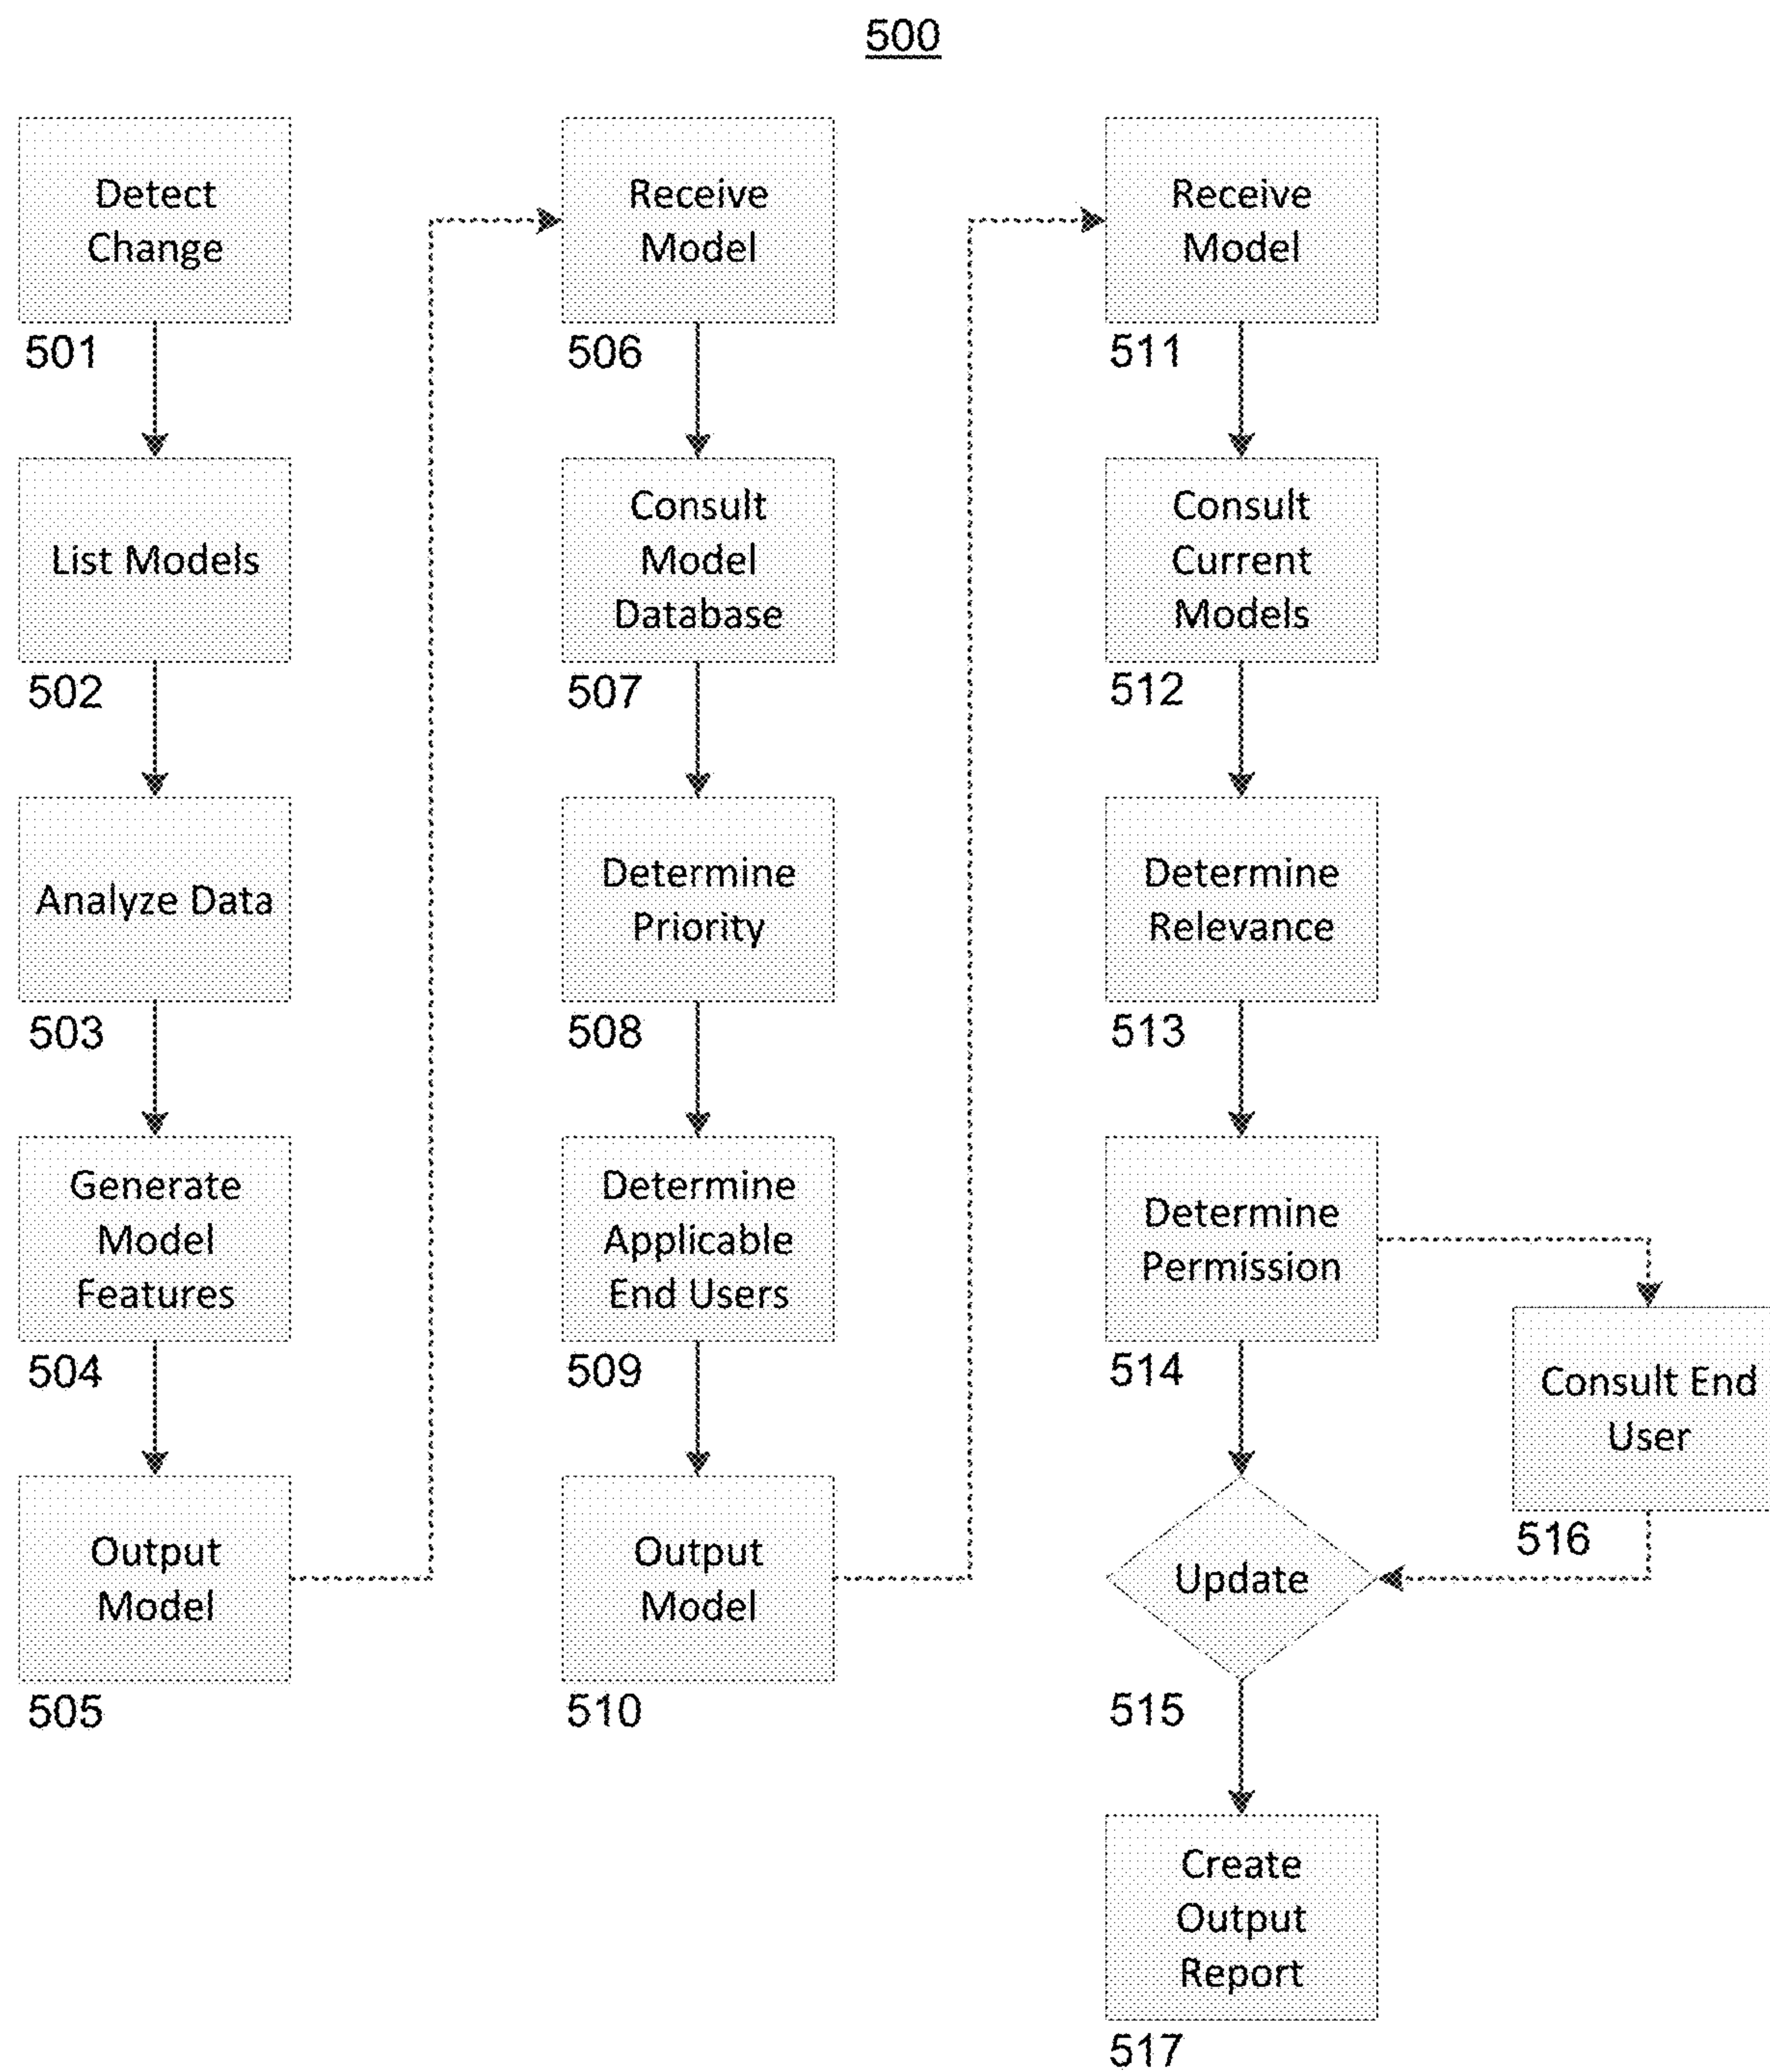 500
Detect
Change
501
List Models
502
Analyze Data
503
Generate
Model
Features
504
Output
Model
505
Receive
Model
506
Consult
Model
Database
507
Determine
Priority
508
Determine
Applicable
End Users
509
Output
Model
510
Receive
Model
511
Consult
Current
Models
512
Determine
Relevance
513
Determine
Permission
514
Consult End
User
516
Update
515
Create
Output
Report
517